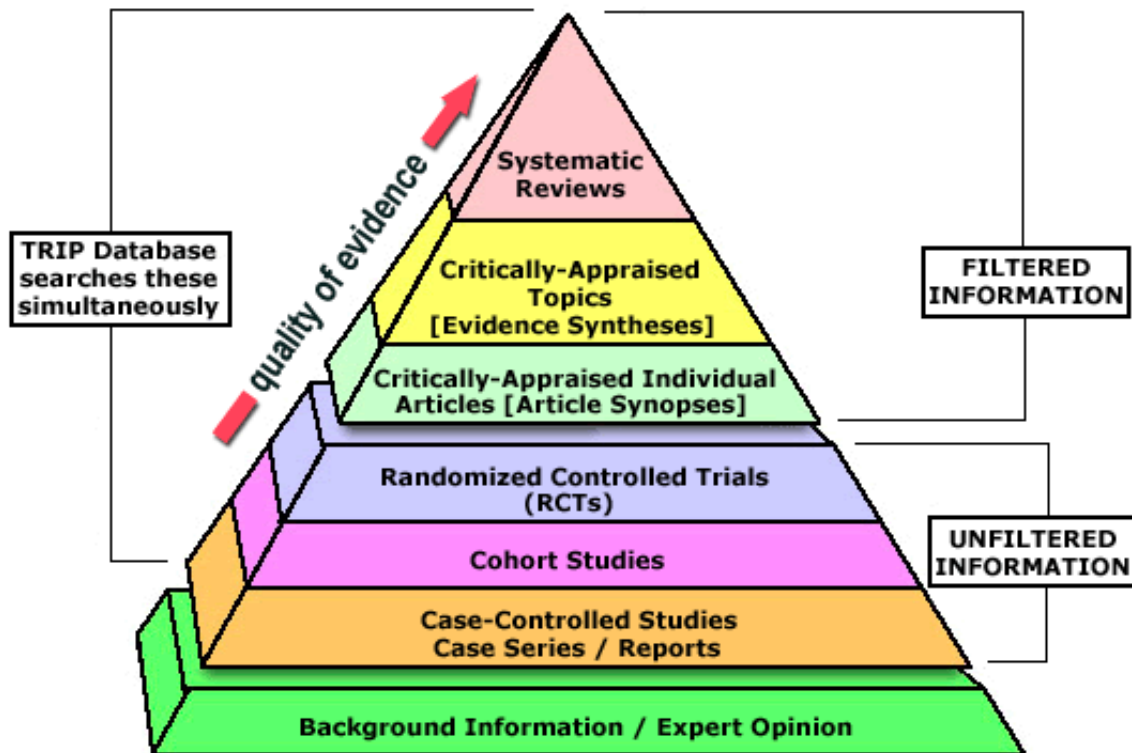 Systematic
Reviews
Critically-Appraised
Topics
[Evidence Syntheses]
Critically-Appraised Individual
Articles [Article Synopses]
Randomized Controlled Trials
(RCTs)
Cohort Studies
Case-Controlled Studies
Case Series / Reports
Background Information / Expert Opinion
quality of evidence
TRIP Database
searches these
simultaneously
FILTERED
INFORMATION
UNFILTERED
INFORMATION